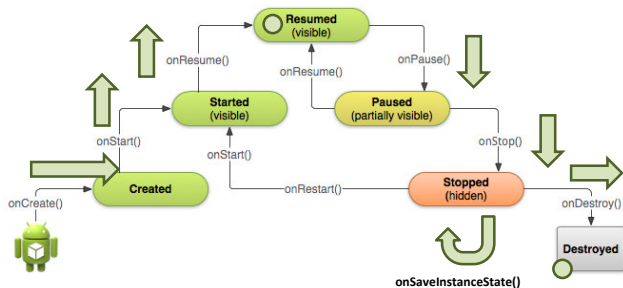 Resumed
(visible)
onResume()
onResume()
onPause()
Started
(visible)
Paused
(partially visible)
onStart()
onStart()
onStop()
Created
onRestart()
Stopped
(hidden)
onCreate()
onDestroy()
Destroyed
onSaveInstanceState()